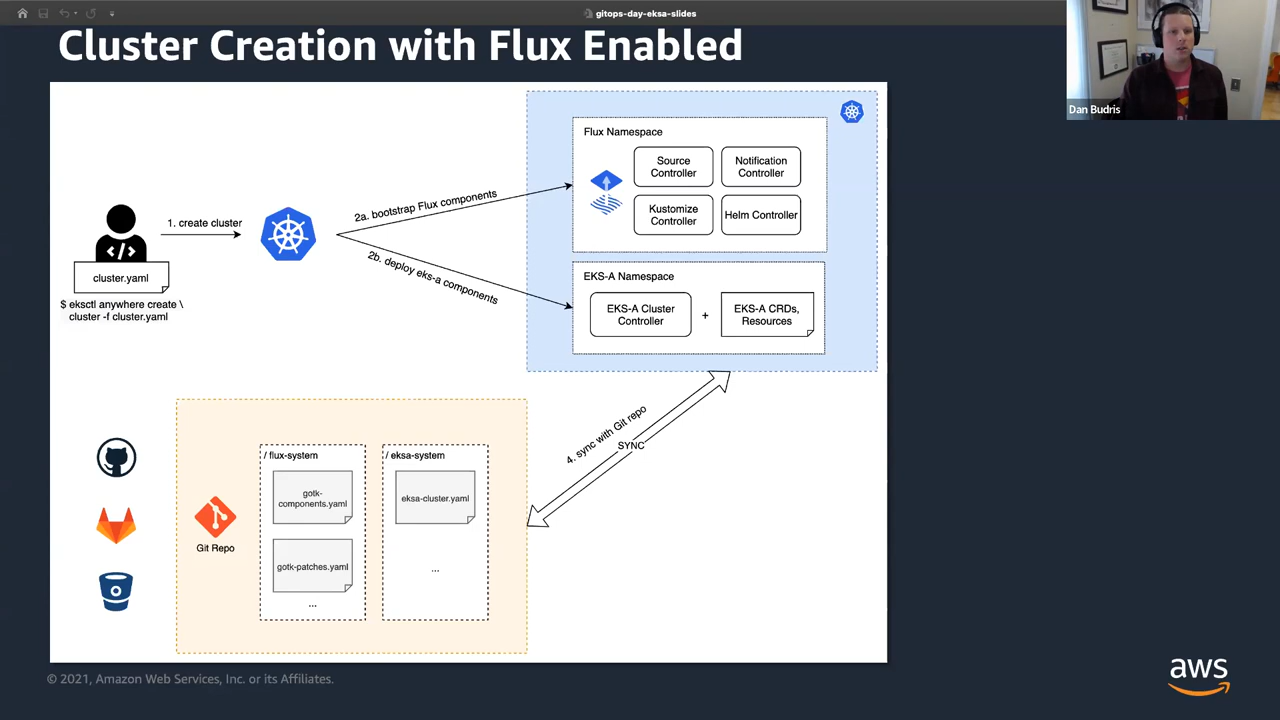 gitops-day-eksa-slides
Cluster Creation with Flux Enabled
Dan Budris
Flux Namespace
Source
Controller
Notification
Controller
Kustomize
Controller
Helm Controller
1. create cluster
2a. bootstrap Flux components
2b. deploy eks-a components
</>
cluster.yaml
$ eksctl anywhere create \
cluster -f cluster.yaml
EKS-A Namespace
EKS-A Cluster
Controller
+
EKS-A CRDs,
Resources
4. sync with Git repo
SYNC
Git Repo
/ flux-system
gotk-
components.yaml
gotk-patches.yaml
...
/ eksa-system
eksa-cluster.yaml
...
© 2021, Amazon Web Services, Inc. or its Affiliates.
aws